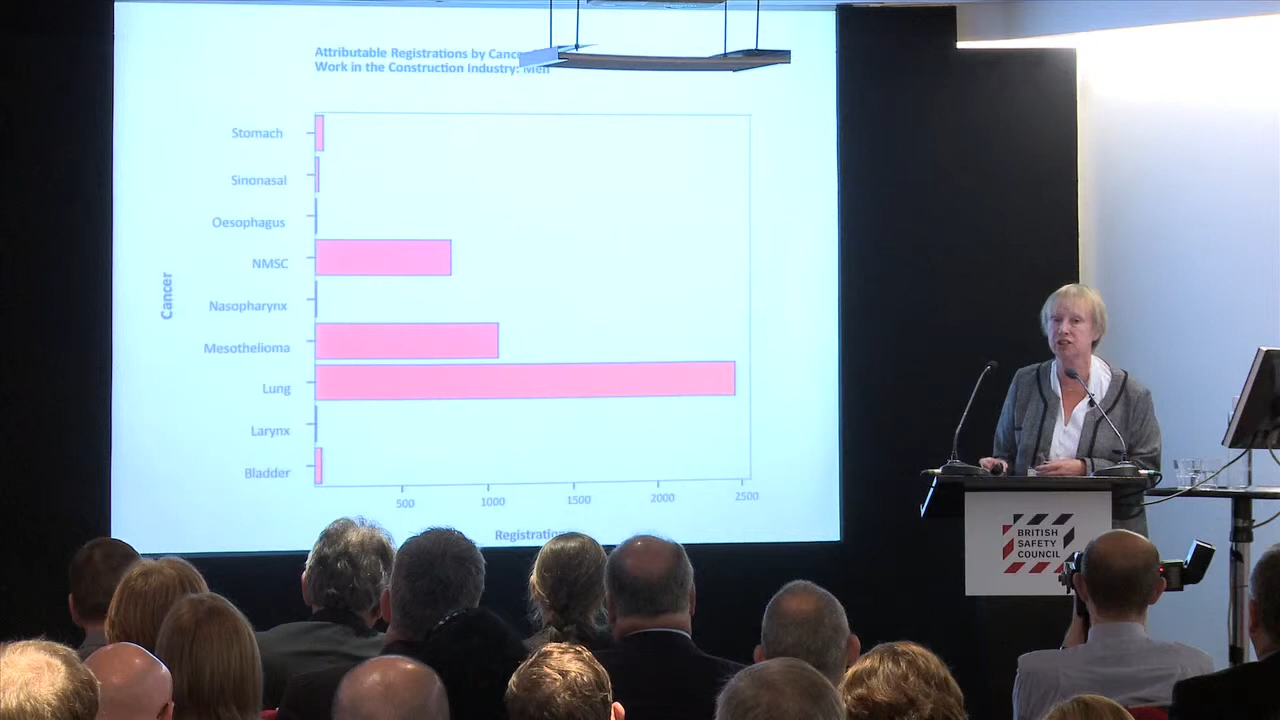 Attributable Registrations by Cance
Work in the Construction Industry: Men
Stomach
Sinonasal
Oesophagus
NMSC
Nasopharynx
Mesothelioma
Lung
Larynx
Bladder
Cancer
500 1000 1500 2000 2500
Registration
BRITISH
SAFETY
COUNCIL